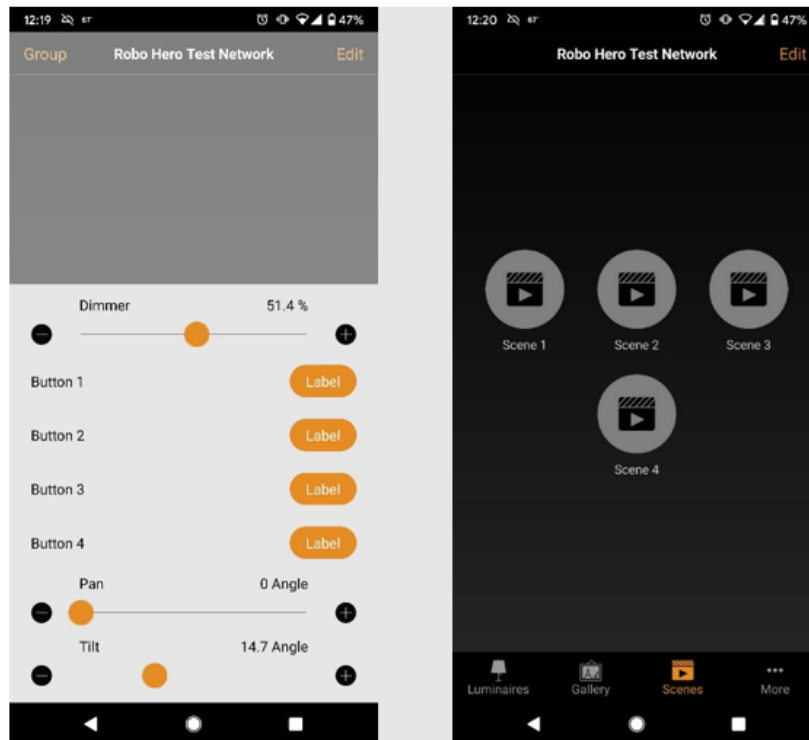 12:19 67° 47%
Group Robo Hero Test Network Edit
Dimmer 51.4 %
Button 1 Label
Button 2 Label
Button 3 Label
Button 4 Label
Pan 0 Angle
Tilt 14.7 Angle
12:20 67° 47%
Robo Hero Test Network Edit
Scene 1 Scene 2 Scene 3
Scene 4
Luminaires Gallery Scenes More